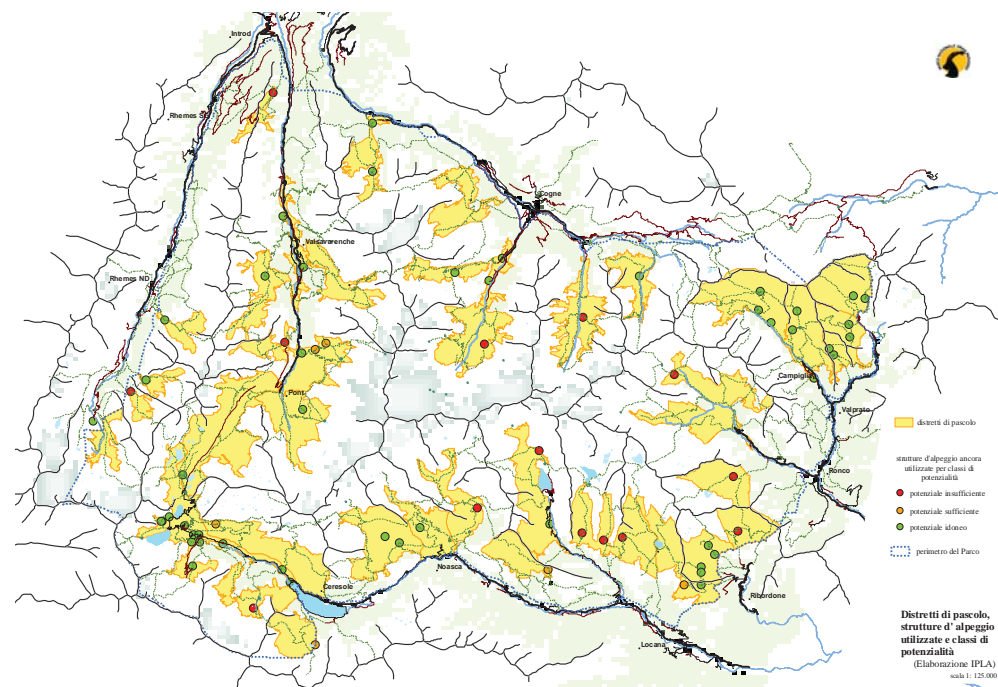 Introd
Rhemes S
Cogne
Valsavarenche
Rhemes ND
Campiglia
Pont
Valprato
distretti di pascolo
strutture d'alpeggio ancora
utilizzate per classi di
potenzialità
Ronco
potenziale insufficiente
potenziale sufficiente
potenziale idoneo
perimetro del Parco
Noasca
Ceresole
Ribordone
Locana
Distretti di pascolo,
strutture d' alpeggio
utilizzate e classi di
potenzialità
(Elaborazione IPLA)
scala 1: 125.000